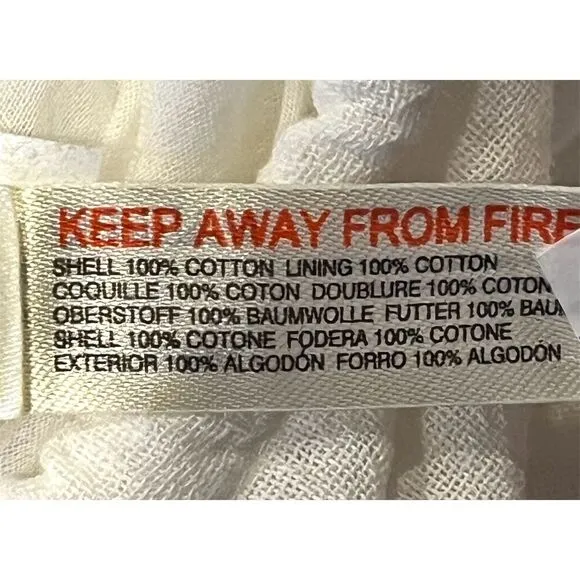 KEEP AWAY FROM FIRE
SHELL 100% COTTON LINING 100% COTTON
COQUILLE 100% COTON DOUBLURE 100% COTON
OBERSTOFF 100% BAUMWOLLE FUTTER 100%
SHELL 100% COTONE FODERA 100% COTONE
EXTERIOR 100% ALGODÓN FORRO 100% ALGODÓN